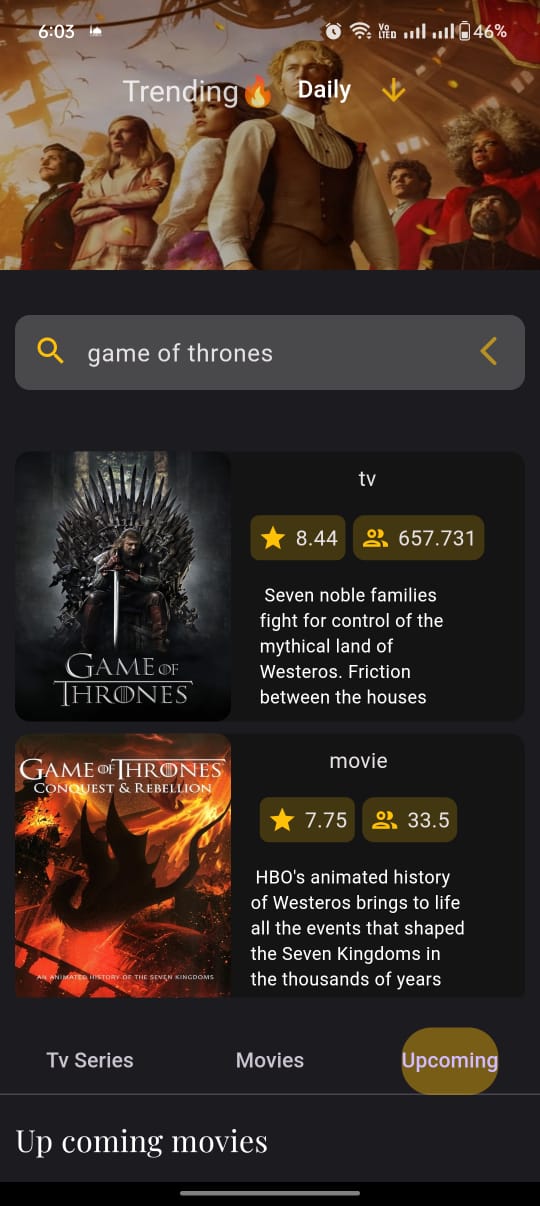 6:03 Vo LTED 46%
Trending🔥 Daily
game of thrones
tv
8.44 657.731
Seven noble families
fight for control of the
mythical land of
Westeros. Friction
between the houses
GAME OF
THRONES
movie
7.75 33.5
HBO's animated history
of Westeros brings to life
all the events that shaped
the Seven Kingdoms in
the thousands of years
GAME OF THRONES
CONQUEST & REBELLION
AN ANIMATED HISTORY OF THE SEVEN KINGDOMS
Tv Series Movies Upcoming
Up coming movies